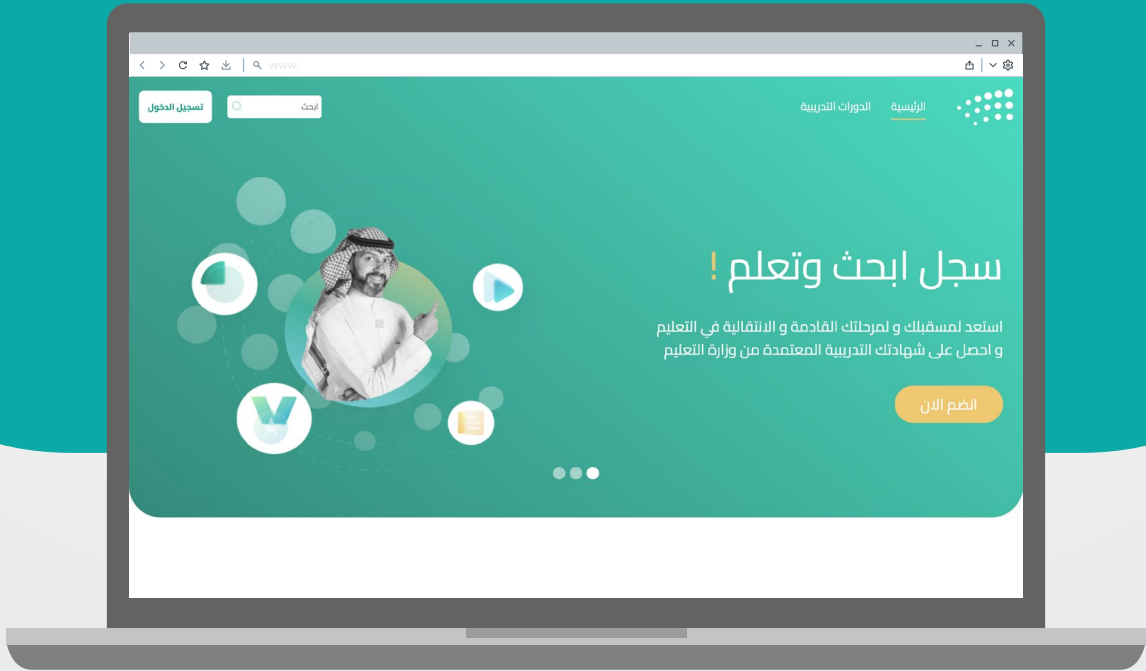 www.
الرئيسية
الدورات التدريبية
ابحث
تسجيل الدخول
سجل ابحث وتعلم !
استعد لمسقبلك و لمرحلتك القادمة و الانتقالية في التعليم
و احصل على شهادتك التدريبية المعتمدة من وزارة التعليم
انضم الان